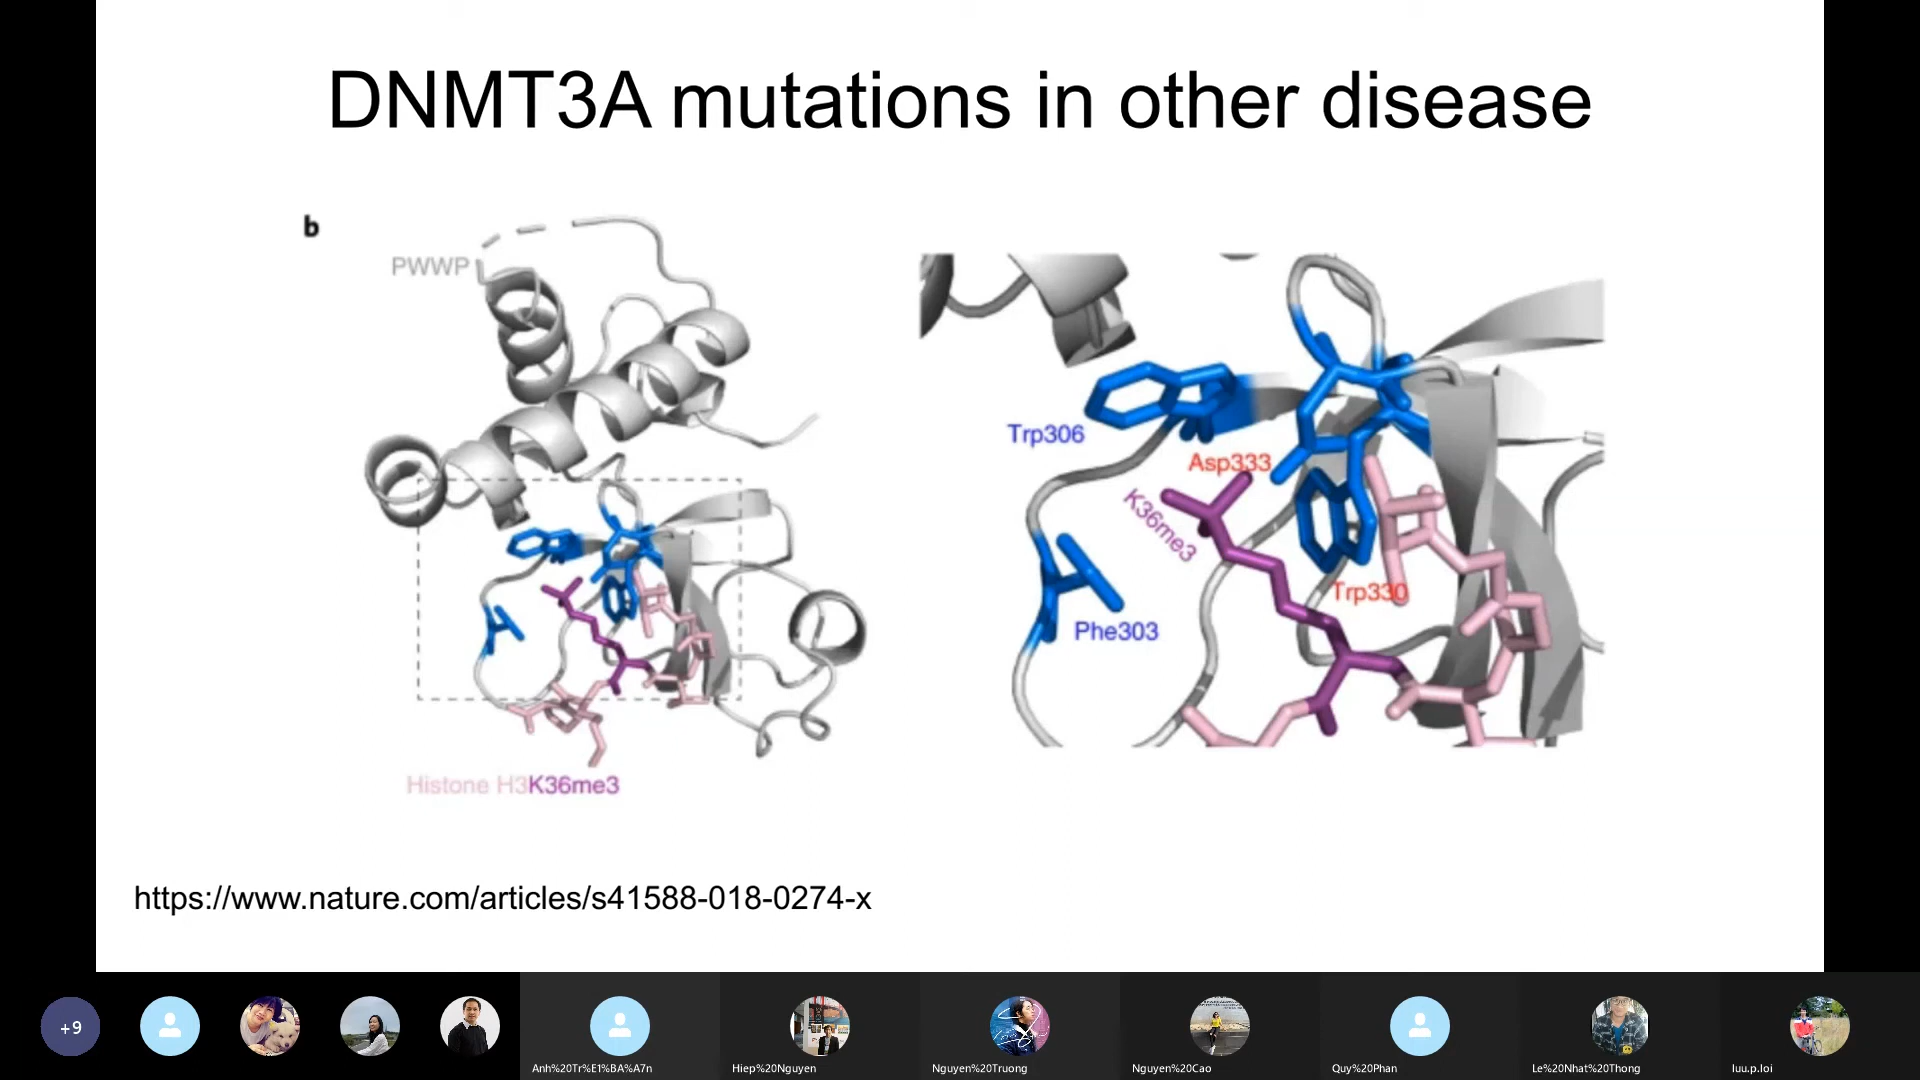 DNMT3A mutations in other disease
b
PWWP
Trp306
Asp333
K36me3
Trp330
Phe303
Histone H3K36me3
https://www.nature.com/articles/s41588-018-0274-x
+9
Anh%20Tr%E1%BA%A7n
Hiep%20Nguyen
Nguyen%20Truong
Nguyen%20Cao
Quy%20Phan
Le%20Nhat%20Thong
luu.p.loi